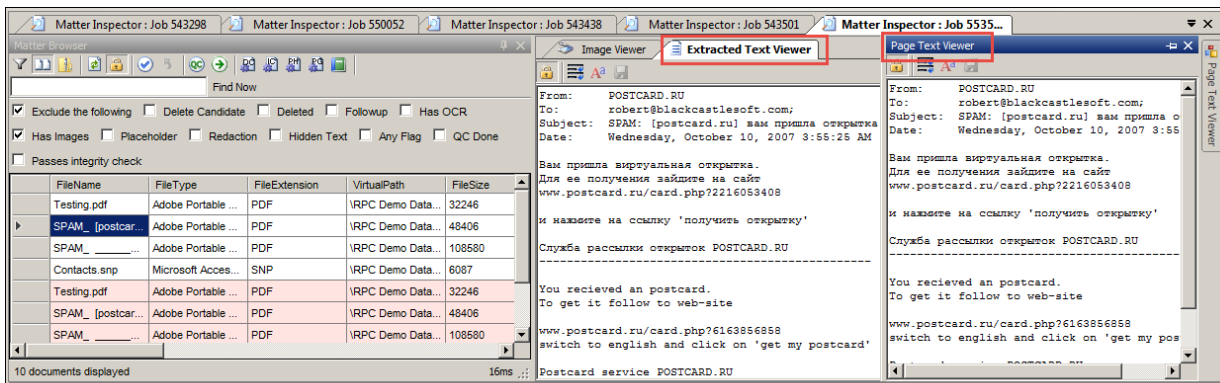 Matter Inspector : Job 543298
Matter Inspector : Job 550052
Matter Inspector : Job 543438
Matter Inspector : Job 543501
Matter Inspector : Job 5535...
Matter Browser
Find Now
Exclude the following Delete Candidate Deleted Followup Has OCR
Has Images Placeholder Redaction Hidden Text Any Flag QC Done
Passes integrity check
FileName FileType FileExtension VirtualPath FileSize
Testing.pdf Adobe Portable ... PDF \RPC Demo Data... 32246
SPAM_ [postcar... Adobe Portable ... PDF \RPC Demo Data... 48406
SPAM_ ______... Adobe Portable ... PDF \RPC Demo Data... 108580
Contacts.snp Microsoft Acces... SNP \RPC Demo Data... 6087
Testing.pdf Adobe Portable ... PDF \RPC Demo Data... 32246
SPAM_ [postcar... Adobe Portable ... PDF \RPC Demo Data... 48406
SPAM_ ______... Adobe Portable ... PDF \RPC Demo Data... 108580
10 documents displayed 16ms
Image Viewer
Extracted Text Viewer
From: POSTCARD.RU
To: robert@blackcastlesoft.com;
Subject: SPAM: [postcard.ru] вам пришла открытка
Date: Wednesday, October 10, 2007 3:55:25 AM
Вам пришла виртуальная открытка.
Для ее получения зайдите на сайт
www.postcard.ru/card.php?2216053408
и нажмите на ссылку 'получить открытку'
Служба рассылки открыток POSTCARD.RU
You recieved an postcard.
To get it follow to web-site
www.postcard.ru/card.php?6163856858
switch to english and click on 'get my postcard'
Postcard service POSTCARD.RU
Page Text Viewer
From: POSTCARD.RU
To: robert@blackcastlesoft.com;
Subject: SPAM: [postcard.ru] вам пришла о
Date: Wednesday, October 10, 2007 3:55
Вам пришла виртуальная открытка.
Для ее получения зайдите на сайт
www.postcard.ru/card.php?2216053408
и нажмите на ссылку 'получить открытку'
Служба рассылки открыток POSTCARD.RU
You recieved an postcard.
To get it follow to web-site
www.postcard.ru/card.php?6163856858
switch to english and click on 'get my pos
Page Text Viewer